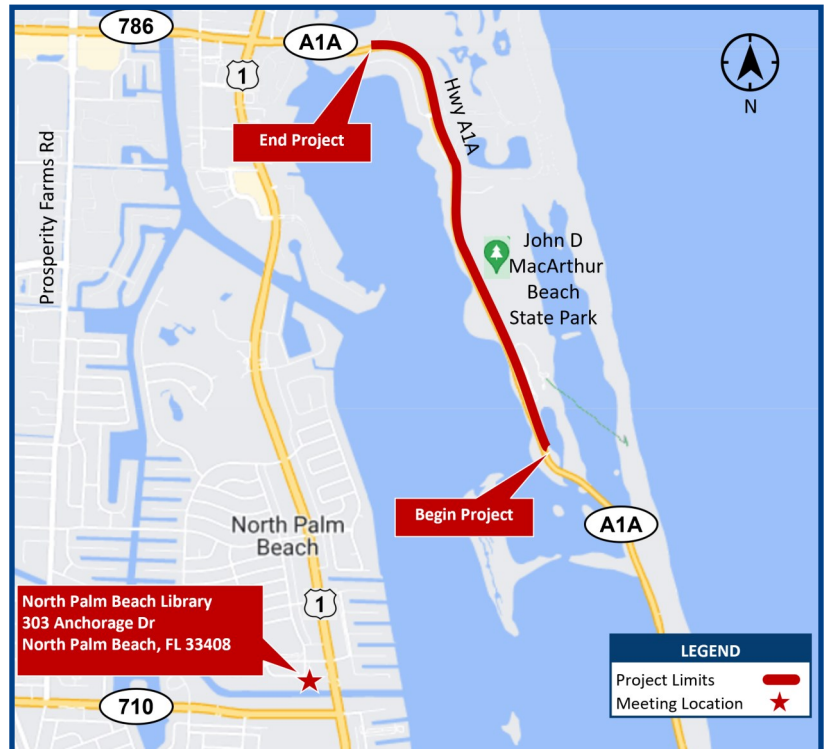 786
A1A
1
N
Hwy A1A
End Project
Prosperity Farms Rd
John D
MacArthur
Beach
State Park
Begin Project
North Palm
Beach
A1A
North Palm Beach Library
303 Anchorage Dr
North Palm Beach, FL 33408
1
710
LEGEND
Project Limits
Meeting Location